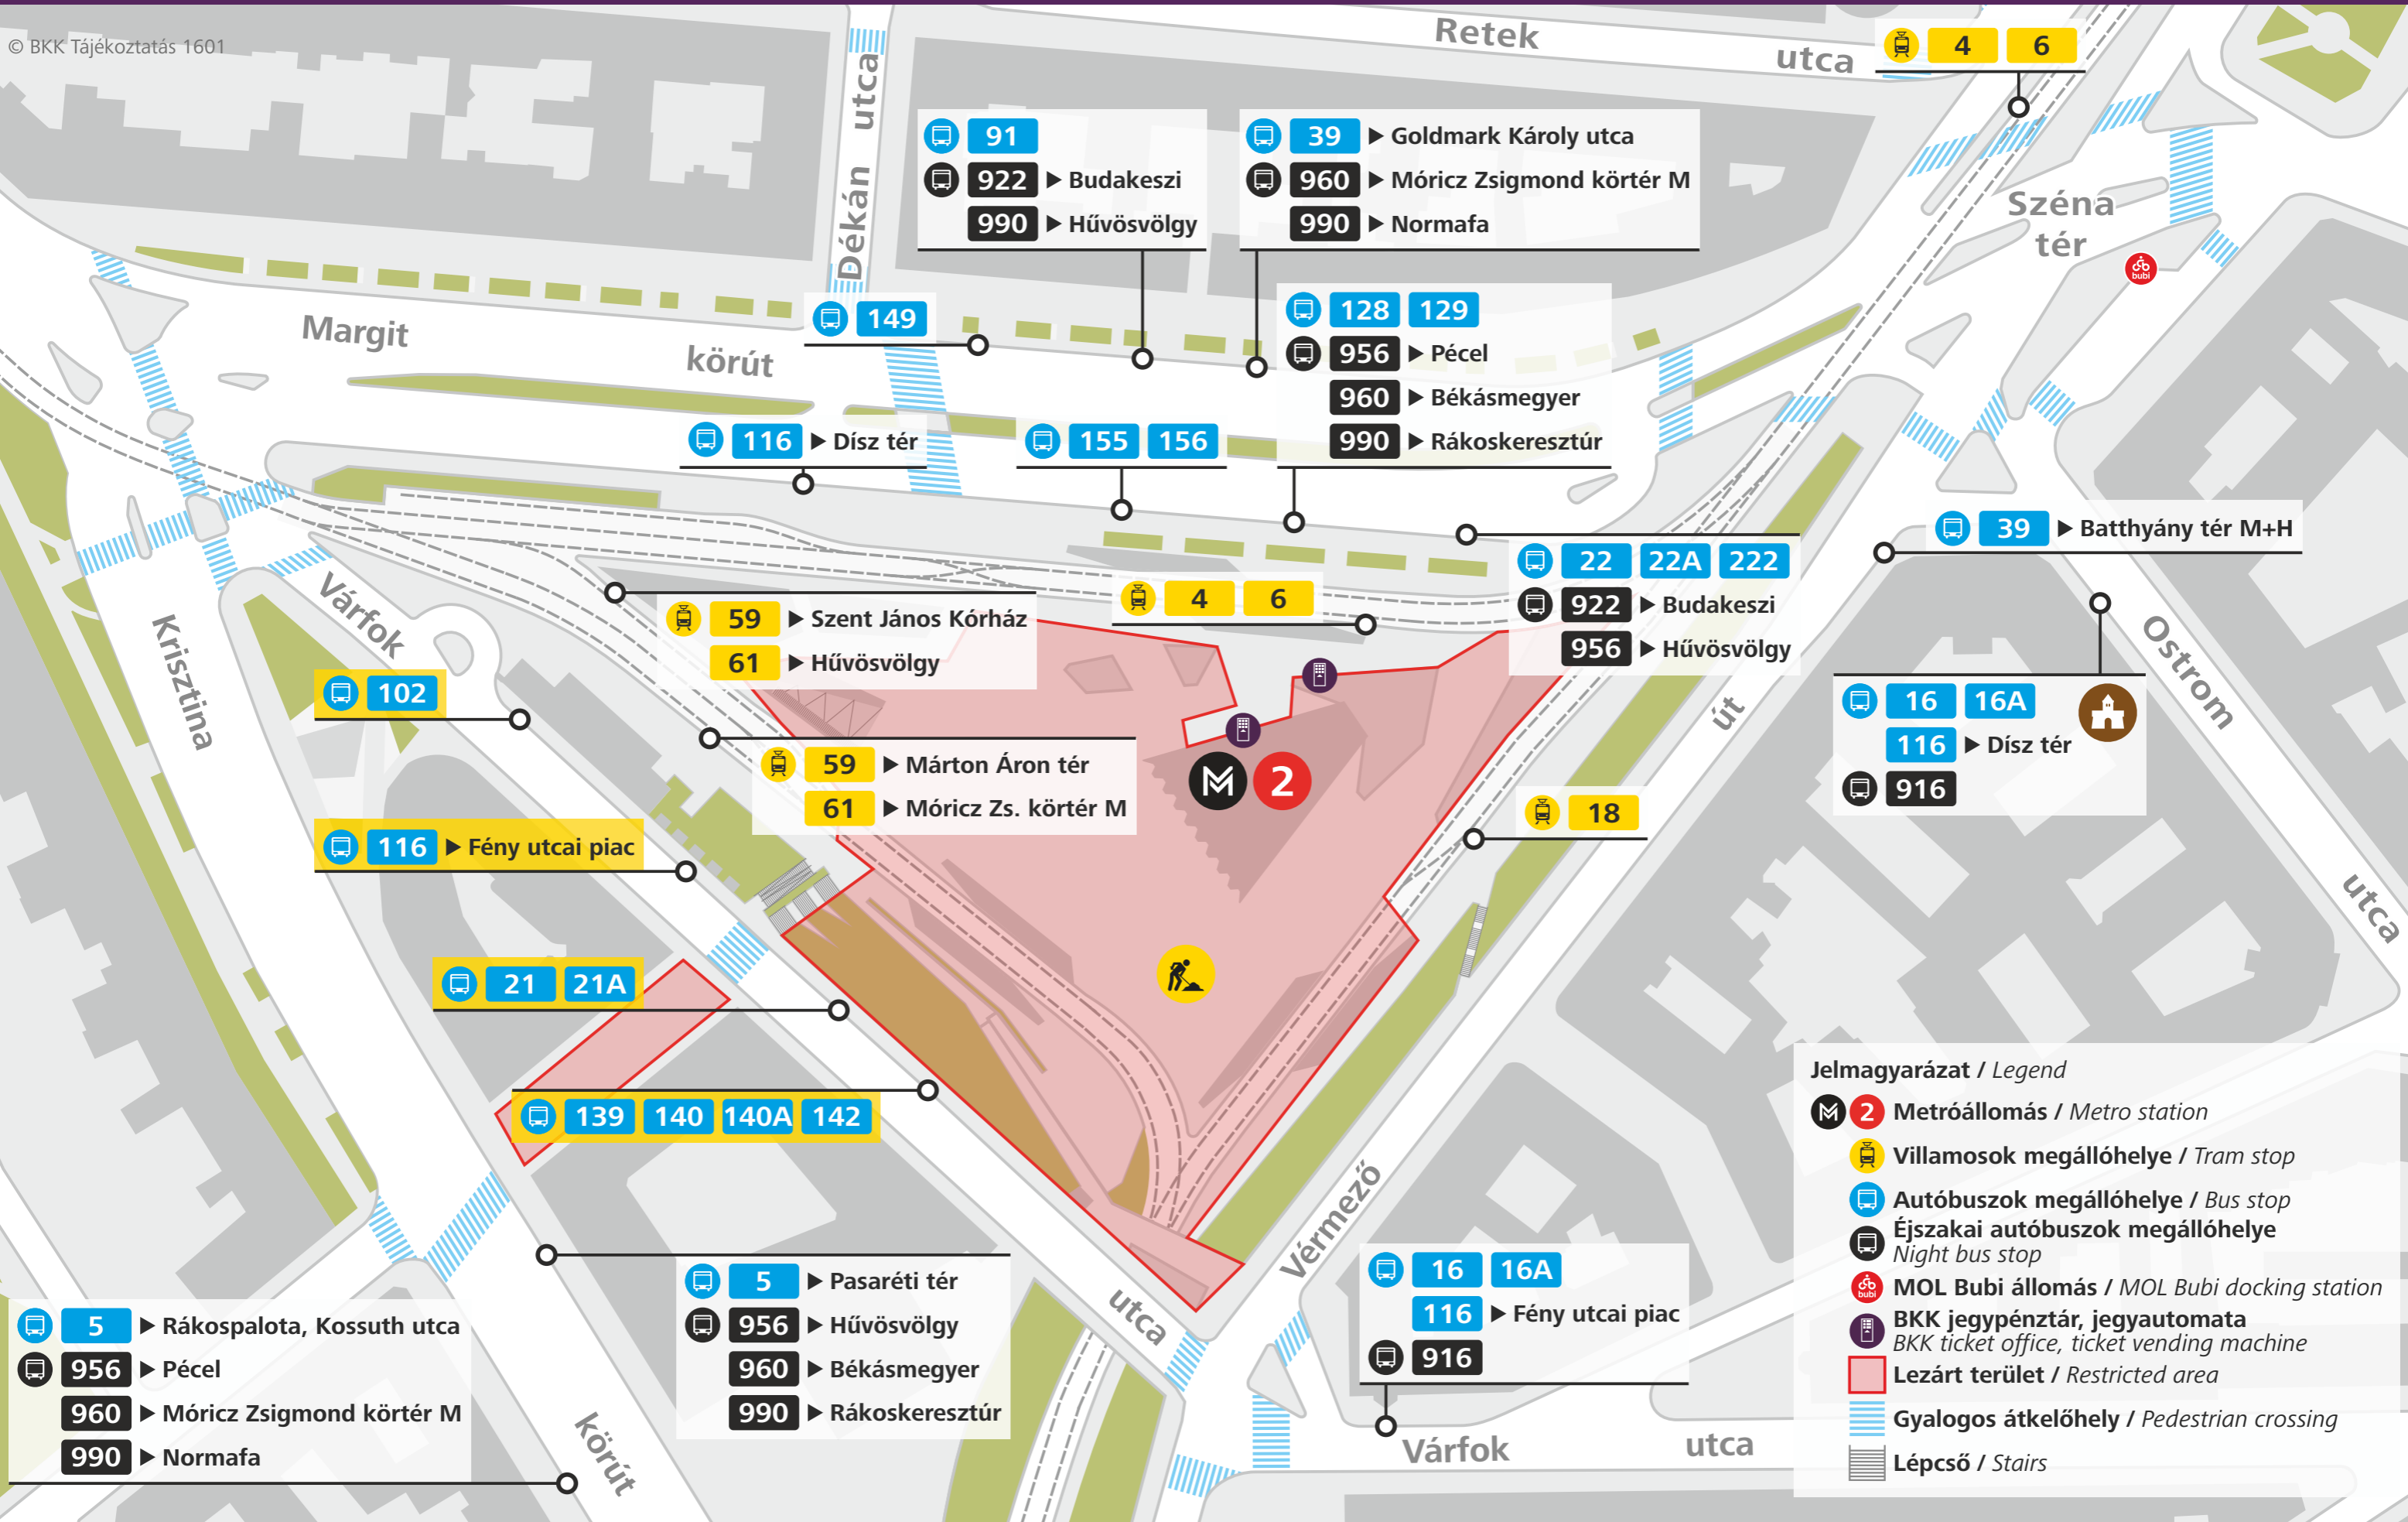 © BKK Tájékoztatás 1601
Retek utca
4 6
Dékán utca
91
922 ▶ Budakeszi
990 ▶ Hűvösvölgy
39 ▶ Goldmark Károly utca
960 ▶ Móricz Zsigmond körtér M
990 ▶ Normafa
Széna
tér
bubi
Margit körút
149
128 129
956 ▶ Pécel
960 ▶ Békásmegyer
990 ▶ Rákoskeresztúr
116 ▶ Dísz tér
155 156
39 ▶ Batthyány tér M+H
22 22A 222
922 ▶ Budakeszi
956 ▶ Hűvösvölgy
4 6
59 ▶ Szent János Kórház
61 ▶ Hűvösvölgy
Várfok
Krisztina
102
Ostrom
16 16A
116 ▶ Dísz tér
916
út
59 ▶ Márton Áron tér
61 ▶ Móricz Zs. körtér M
M 2
18
116 ▶ Fény utcai piac
utca
21 21A
139 140 140A 142
Vérmező
utca
5 ▶ Pasaréti tér
956 ▶ Hűvösvölgy
960 ▶ Békásmegyer
990 ▶ Rákoskeresztúr
5 ▶ Rákospalota, Kossuth utca
956 ▶ Pécel
960 ▶ Móricz Zsigmond körtér M
990 ▶ Normafa
körút
16 16A
116 ▶ Fény utcai piac
916
Várfok utca
Jelmagyarázat / Legend
M 2 Metróállomás / Metro station
Villamosok megállóhelye / Tram stop
Autóbuszok megállóhelye / Bus stop
Éjszakai autóbuszok megállóhelye
Night bus stop
bubi MOL Bubi állomás / MOL Bubi docking station
BKK jegypénztár, jegyautomata
BKK ticket office, ticket vending machine
Lezárt terület / Restricted area
Gyalogos átkelőhely / Pedestrian crossing
Lépcső / Stairs